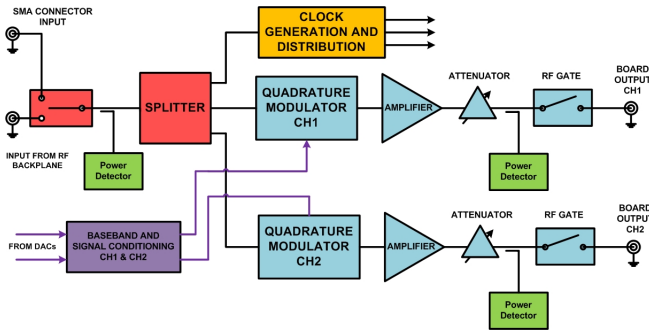 SMA CONNECTOR
INPUT
CLOCK
GENERATION AND
DISTRIBUTION
SPLITTER
QUADRATURE
MODULATOR
CH1
AMPLIFIER
ATTENUATOR
RF GATE
BOARD
OUTPUT
CH1
INPUT FROM RF
BACKPLANE
Power
Detector
Power
Detector
FROM DACs
BASEBAND AND
SIGNAL CONDITIONING
CH1 & CH2
QUADRATURE
MODULATOR
CH2
AMPLIFIER
ATTENUATOR
RF GATE
BOARD
OUTPUT
CH2
Power
Detector